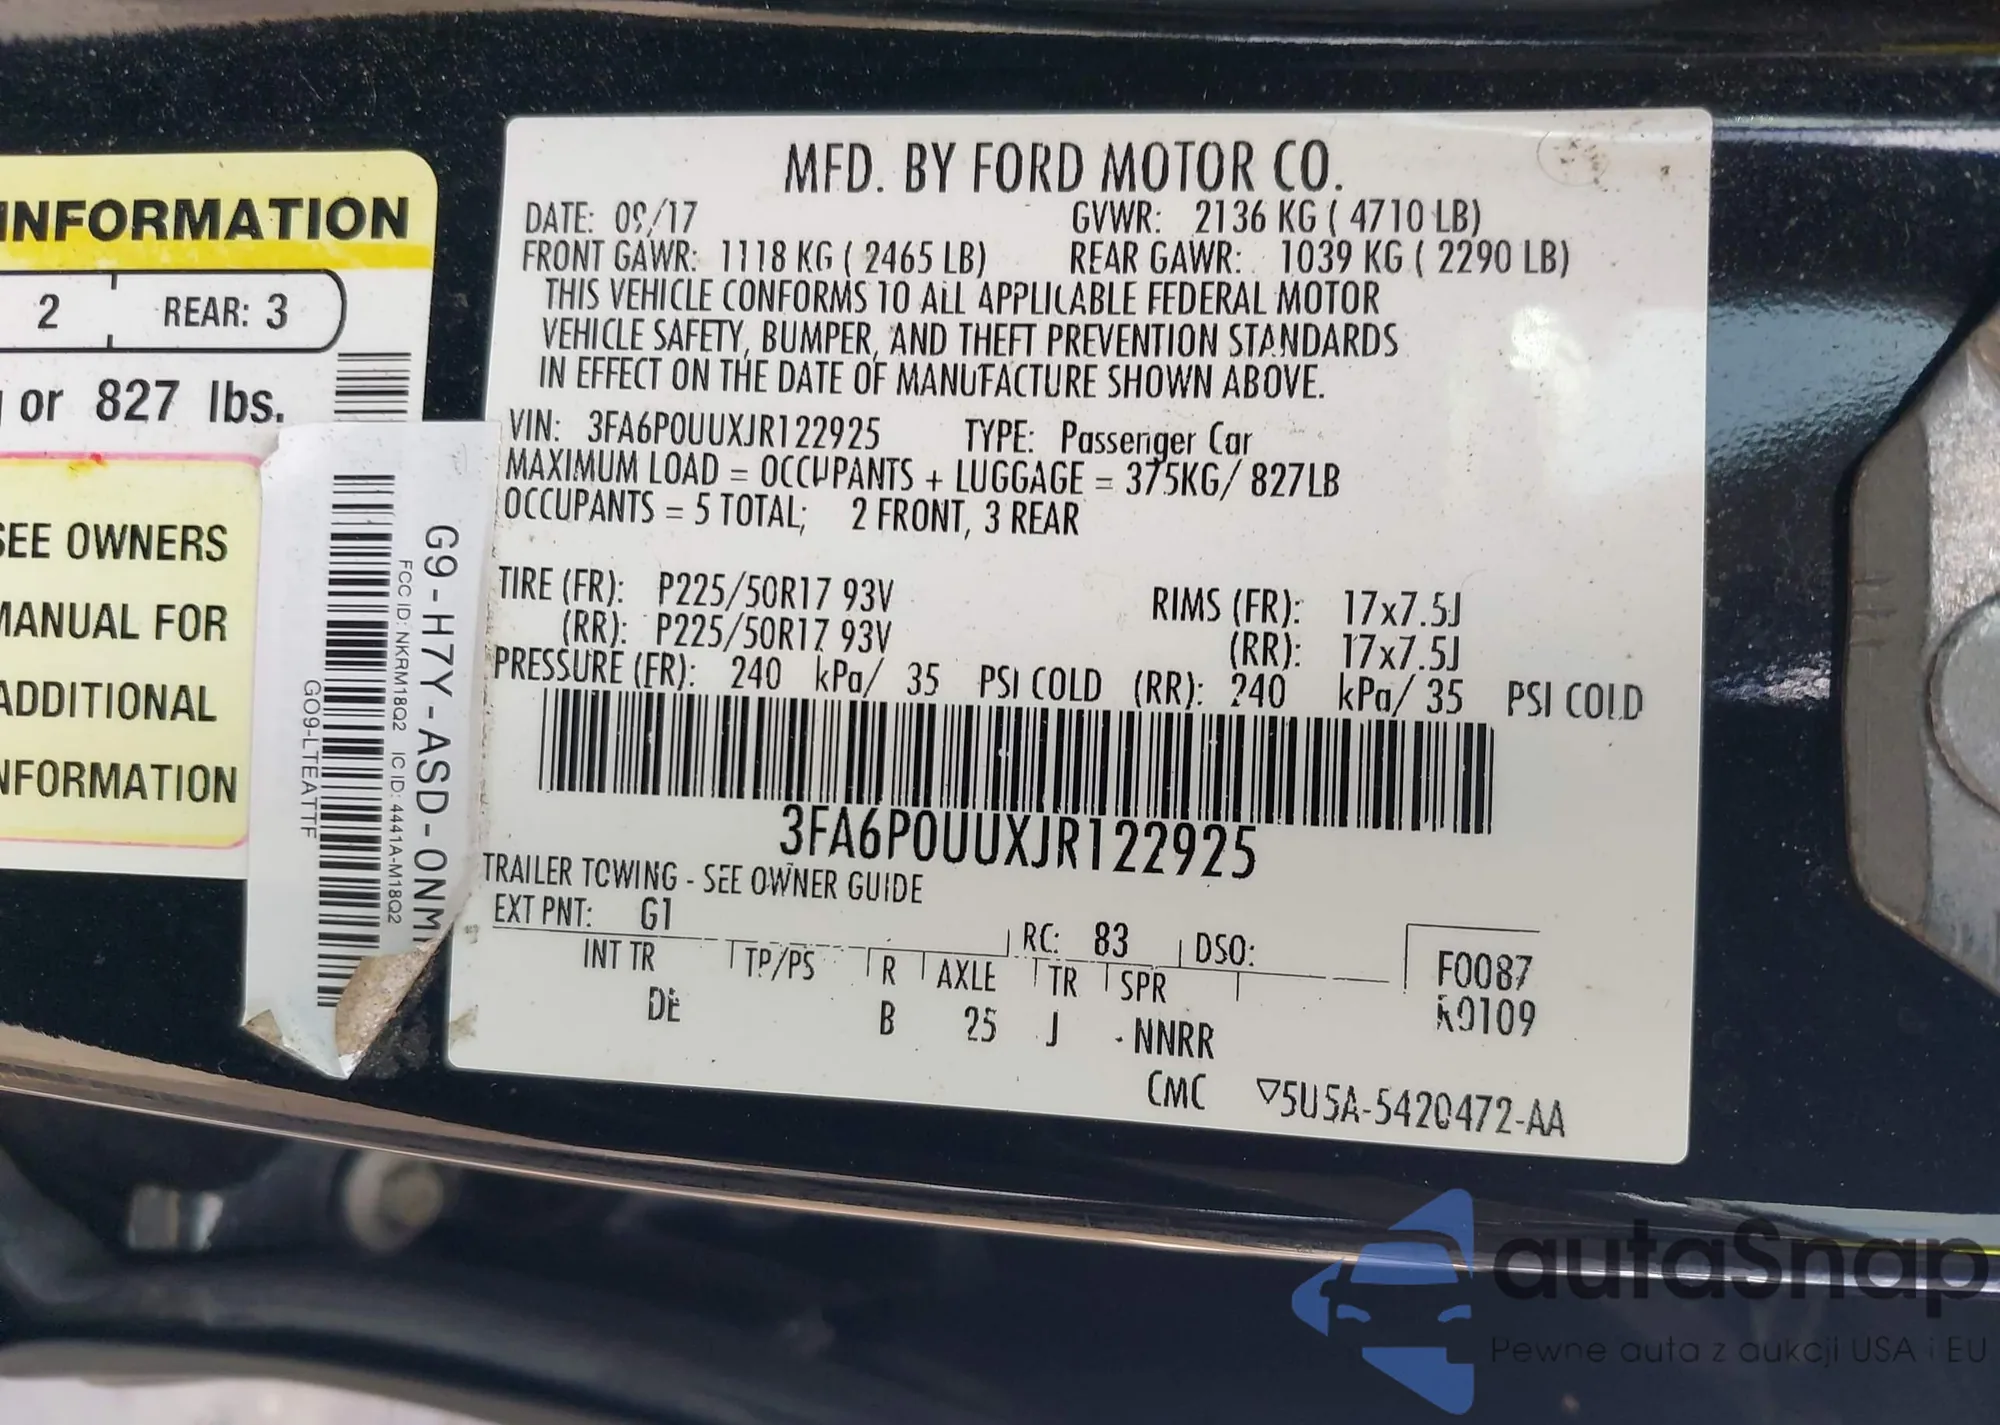 MFD. BY FORD MOTOR CO.
DATE: 09/17 GVWR: 2136 KG ( 4710 LB)
FRONT GAWR: 1118 KG ( 2465 LB) REAR GAWR: 1039 KG ( 2290 LB)
THIS VEHICLE CONFORMS TO ALL APPLICABLE FEDERAL MOTOR
VEHICLE SAFETY, BUMPER, AND THEFT PREVENTION STANDARDS
IN EFFECT ON THE DATE OF MANUFACTURE SHOWN ABOVE.
VIN: 3FA6P0UUXJR122925 TYPE: Passenger Car
MAXIMUM LOAD = OCCUPANTS + LUGGAGE = 375KG/ 827LB
OCCUPANTS = 5 TOTAL; 2 FRONT, 3 REAR
TIRE (FR): P225/50R17 93V RIMS (FR): 17x7.5J
(RR): P225/50R17 93V (RR): 17x7.5J
PRESSURE (FR): 240 kPa/ 35 PSI COLD (RR): 240 kPa/ 35 PSI COLD
3FA6P0UUXJR122925
TRAILER TOWING - SEE OWNER GUIDE
EXT PNT: G1 RC: 83 DSO:
INT TR TP/PS R AXLE TR SPR
DE B 25 J NNRR
F0087
K0109
CMC ▽5U5A-5420472-AA
INFORMATION
2 REAR: 3
or 827 lbs.
SEE OWNERS
MANUAL FOR
ADDITIONAL
INFORMATION
G9-H7Y-ASD-0NM
FCC ID: NKRM18Q2 IC ID: 4441A-M18Q2
GO9-LTEATTF
autaSnap
Pewne auta z aukcji USA i EU